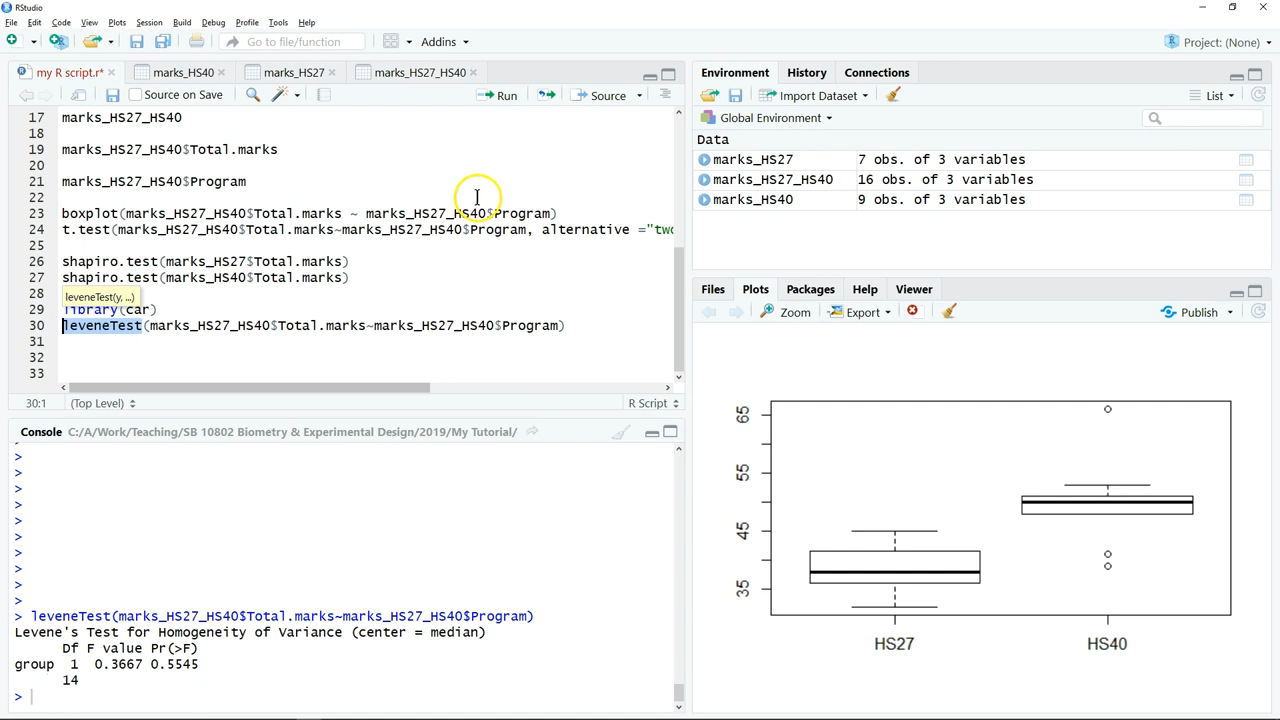 RStudio
File Edit Code View Plots Session Build Debug Profile Tools Help
Go to file/function Addins Project: (None)
my R script.r* marks_HS40 marks_HS27 marks_HS27_HS40
Source on Save Run Source
17 marks_HS27_HS40
18
19 marks_HS27_HS40$Total.marks
20
21 marks_HS27_HS40$Program
22
23 boxplot(marks_HS27_HS40$Total.marks ~ marks_HS27_HS40$Program)
24 t.test(marks_HS27_HS40$Total.marks~marks_HS27_HS40$Program, alternative ="two
25
26 shapiro.test(marks_HS27$Total.marks)
27 shapiro.test(marks_HS40$Total.marks)
28 leveneTest(y, ...)
29 library(car)
30 leveneTest(marks_HS27_HS40$Total.marks~marks_HS27_HS40$Program)
31
32
33
30:1 (Top Level) R Script
Console C:/A/Work/Teaching/SB 10802 Biometry & Experimental Design/2019/My Tutorial/
>
>
>
>
>
>
>
>
>
>
> leveneTest(marks_HS27_HS40$Total.marks~marks_HS27_HS40$Program)
Levene's Test for Homogeneity of Variance (center = median)
Df F value Pr(>F)
group 1 0.3667 0.5545
14
>
Environment History Connections
Import Dataset List
Global Environment
Data
marks_HS27 7 obs. of 3 variables
marks_HS27_HS40 16 obs. of 3 variables
marks_HS40 9 obs. of 3 variables
Files Plots Packages Help Viewer
Zoom Export Publish
65
55
45
35
HS27 HS40